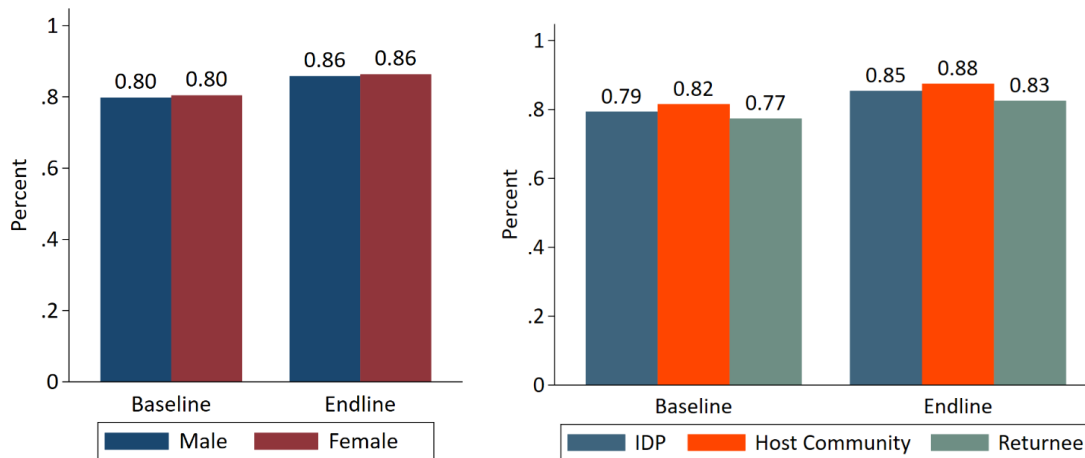 1
0.80 0.80 0.86 0.86
.8
.6
.4
.2
0
Percent
Baseline Endline
Male Female
1
0.79 0.82 0.77 0.85 0.88 0.83
.8
.6
.4
.2
0
Percent
Baseline Endline
IDP Host Community Returnee